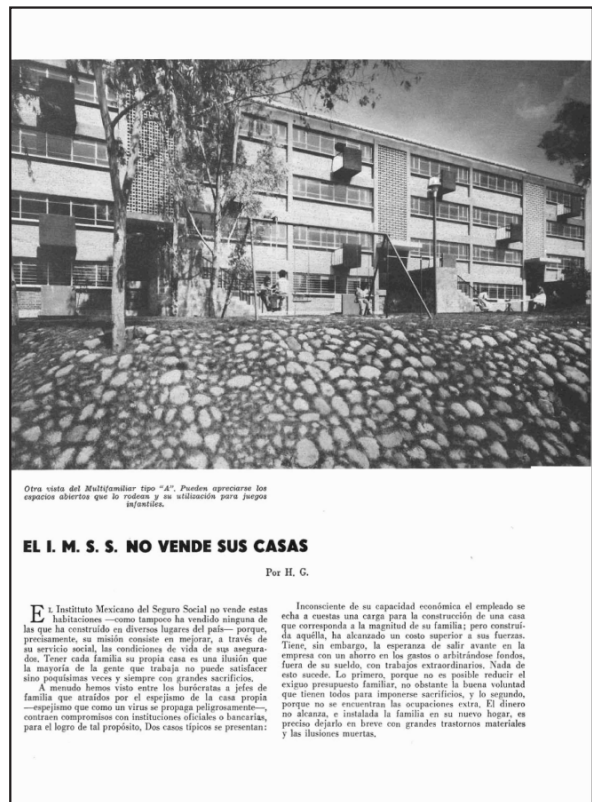 Otra vista del Multifamiliar tipo "A". Pueden apreciarse los
espacios abiertos que lo rodean y su utilización para juegos
infantiles.
EL I. M. S. S. NO VENDE SUS CASAS
Por H. G.
EL Instituto Mexicano del Seguro Social no vende estas
habitaciones —como tampoco ha vendido ninguna de
las que ha construído en diversos lugares del país— porque,
precisamente, su misión consiste en mejorar, a través de
su servicio social, las condiciones de vida de sus asegura-
dos. Tener cada familia su propia casa es una ilusión que
la mayoría de la gente que trabaja no puede satisfacer
sino poquísimas veces y siempre con grandes sacrificios.
A menudo hemos visto entre los burócratas a jefes de
familia que atraídos por el espejismo de la casa propia
—espejismo que como un virus se propaga peligrosamente—,
contraen compromisos con instituciones oficiales o bancarias,
para el logro de tal propósito. Dos casos típicos se presentan:
Inconsciente de su capacidad económica el empleado se
echa a cuestas una carga para la construcción de una casa
que corresponda a la magnitud de su familia; pero construí-
da aquélla, ha alcanzado un costo superior a sus fuerzas.
Tiene, sin embargo, la esperanza de salir avante en la
empresa con un ahorro en los gastos o arbitrándose fondos,
fuera de su sueldo, con trabajos extraordinarios. Nada de
esto sucede. Lo primero, porque no es posible reducir el
exiguo presupuesto familiar, no obstante la buena voluntad
que tienen todos para imponerse sacrificios, y lo segundo,
porque no se encuentran las ocupaciones extra. El dinero
no alcanza, e instalada la familia en su nuevo hogar, es
preciso dejarlo en breve con grandes trastornos materiales
y las ilusiones muertas.